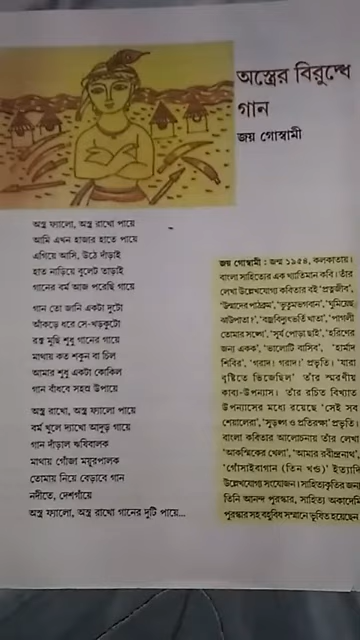 অস্ত্রের বিরুদ্ধে
গান
জয় গোস্বামী
অস্ত্র ফ্যালো, অস্ত্র রাখো পায়ে
আমি এখন হাজার হাতে পায়ে
এগিয়ে আসি, উঠে দাঁড়াই
হাত নাড়িয়ে বুলেট তাড়াই
গানের বর্ম আজ পরেছি গায়ে
গান তো জানি একটা দুটো
আঁকড়ে ধরে সে-খড়কুটো
রক্ত মুছি শুধু গানের গায়ে
মাথায় কত শকুন বা চিল
আমার শুধু একটা কোকিল
গান বাঁধবে সহস্র উপায়ে
অস্ত্র রাখো, অস্ত্র ফ্যালো পায়ে
বর্ম খুলে দ্যাখো আদুড় গায়ে
গান দাঁড়াল ঋষিবালক
মাথায় গোঁজা ময়ূরপালক
তোমায় নিয়ে বেড়াবে গান
নদীতে, দেশগাঁয়ে
অস্ত্র ফ্যালো, অস্ত্র রাখো গানের দুটি পায়ে...
জয় গোস্বামী : জন্ম ১৯৫৪, কলকাতায়।
বাংলা সাহিত্যের এক খ্যাতিমান কবি। তাঁর
লেখা উল্লেখযোগ্য কবিতার বই 'প্রত্নজীব',
'উন্মাদের পাঠক্রম', 'ভুতুমভগবান', 'ঘুমিয়েছ,
ঝাউপাতা?', 'বজ্রবিদ্যুৎভর্তি খাতা', 'পাগলী
তোমার সঙ্গে', 'সূর্য পোড়া ছাই', 'হরিণের
জন্য একক', 'ভালোটি বাসিব', 'হার্মাদ
শিবির', 'গরাদ! গরাদ!' প্রভৃতি। 'যারা
বৃষ্টিতে ভিজেছিল' তাঁর স্মরণীয়
কাব্য-উপন্যাস। তাঁর রচিত বিখ্যাত
উপন্যাসের মধ্যে রয়েছে 'সেই সব
শেয়ালেরা', 'সুড়ঙ্গ ও প্রতিরক্ষা' প্রভৃতি।
বাংলা কবিতার আলোচনায় তাঁর লেখা
'আকস্মিকের খেলা', 'আমার রবীন্দ্রনাথ',
'গোঁসাইবাগান (তিন খণ্ড)' ইত্যাদি
উল্লেখযোগ্য সংযোজন। সাহিত্যকৃতির জন্য
তিনি আনন্দ পুরস্কার, সাহিত্য অকাদেমি
পুরস্কার সহ বহুবিধ সম্মানে ভূষিত হয়েছেন